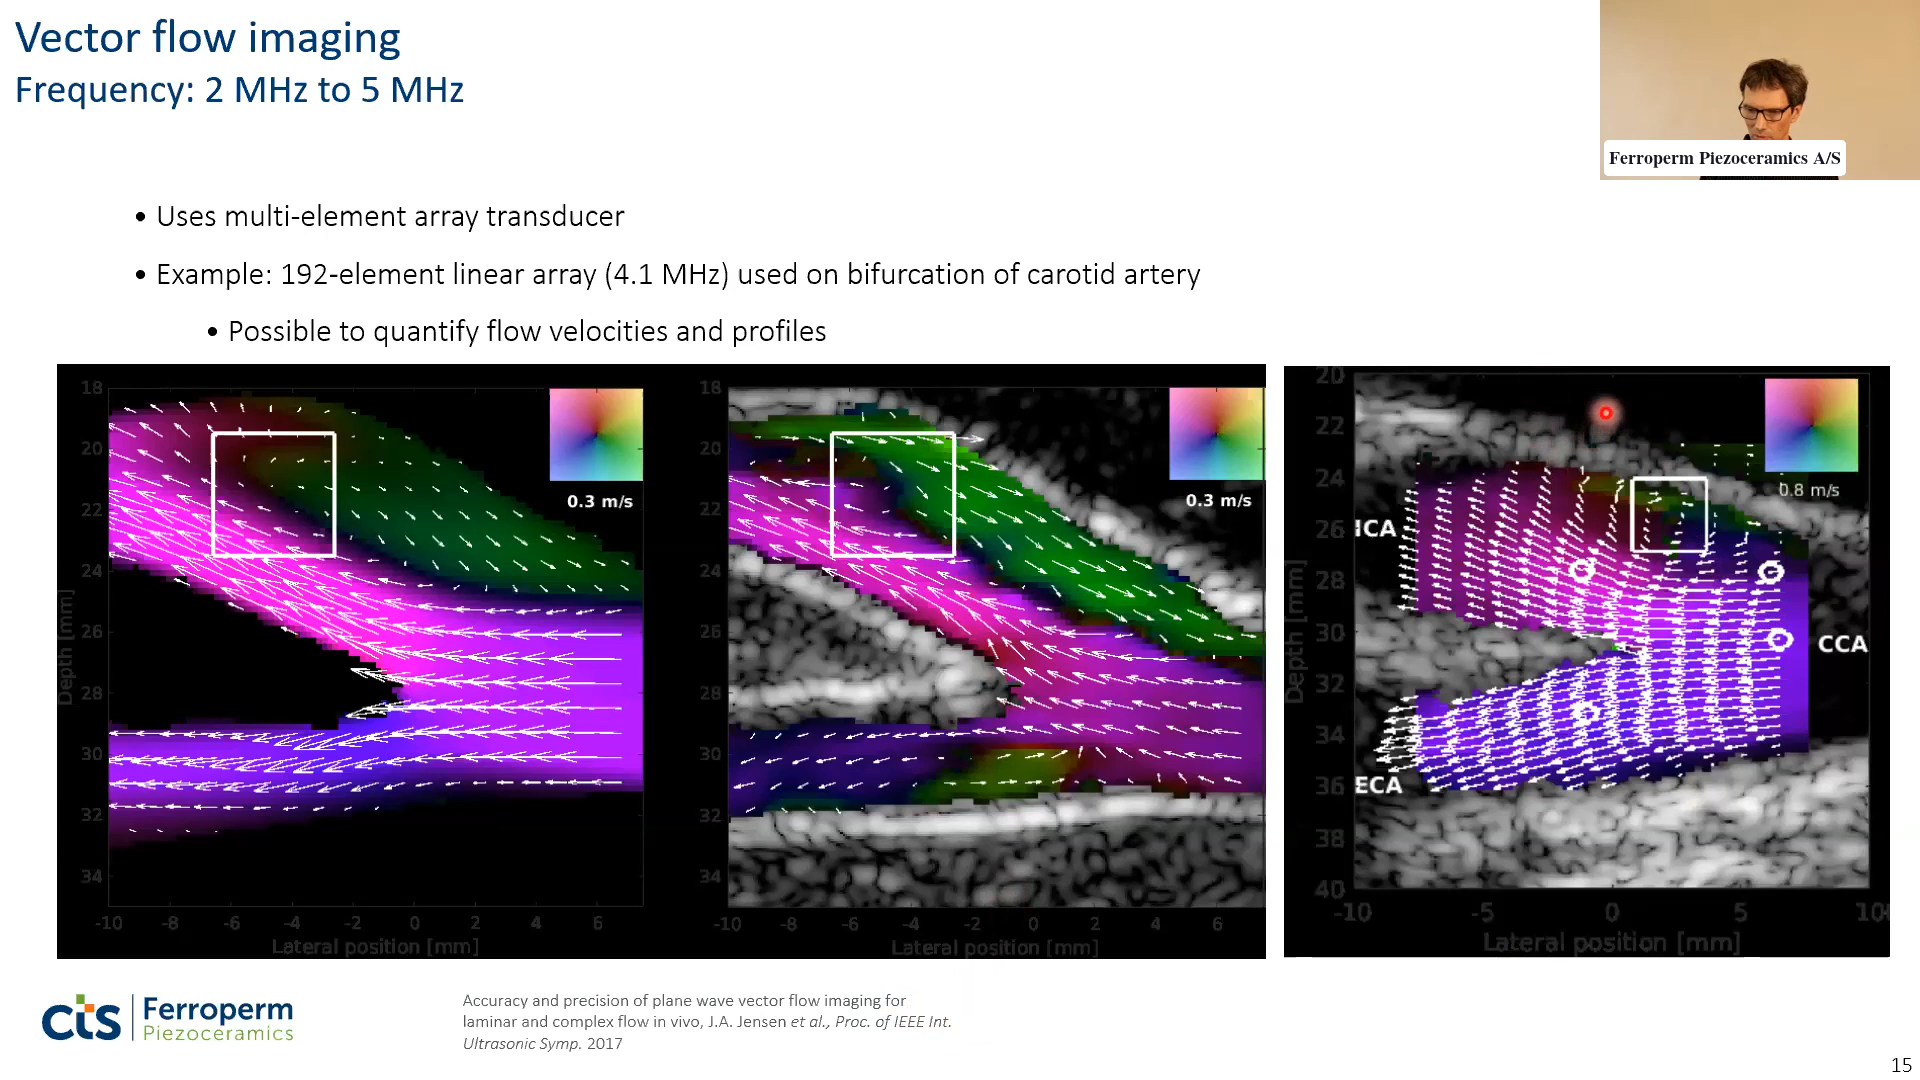 Vector flow imaging
Frequency: 2 MHz to 5 MHz
Ferroperm Piezoceramics A/S
• Uses multi-element array transducer
• Example: 192-element linear array (4.1 MHz) used on bifurcation of carotid artery
• Possible to quantify flow velocities and profiles
18
20
22
24
26
28
30
32
34
Depth [mm]
0.3 m/s
-10 -8 -6 -4 -2 0 2 4 6
Lateral position [mm]
18
20
22
24
26
28
30
32
34
0.3 m/s
-10 -8 -6 -4 -2 0 2 4 6
Lateral position [mm]
20
22
24
26
28
30
32
34
36
38
40
Depth [mm]
0.8 m/s
ICA
CCA
ECA
-10 -5 0 5 10
Lateral position [mm]
cts Ferroperm
Piezoceramics
Accuracy and precision of plane wave vector flow imaging for
laminar and complex flow in vivo, J.A. Jensen et al., Proc. of IEEE Int.
Ultrasonic Symp. 2017
15